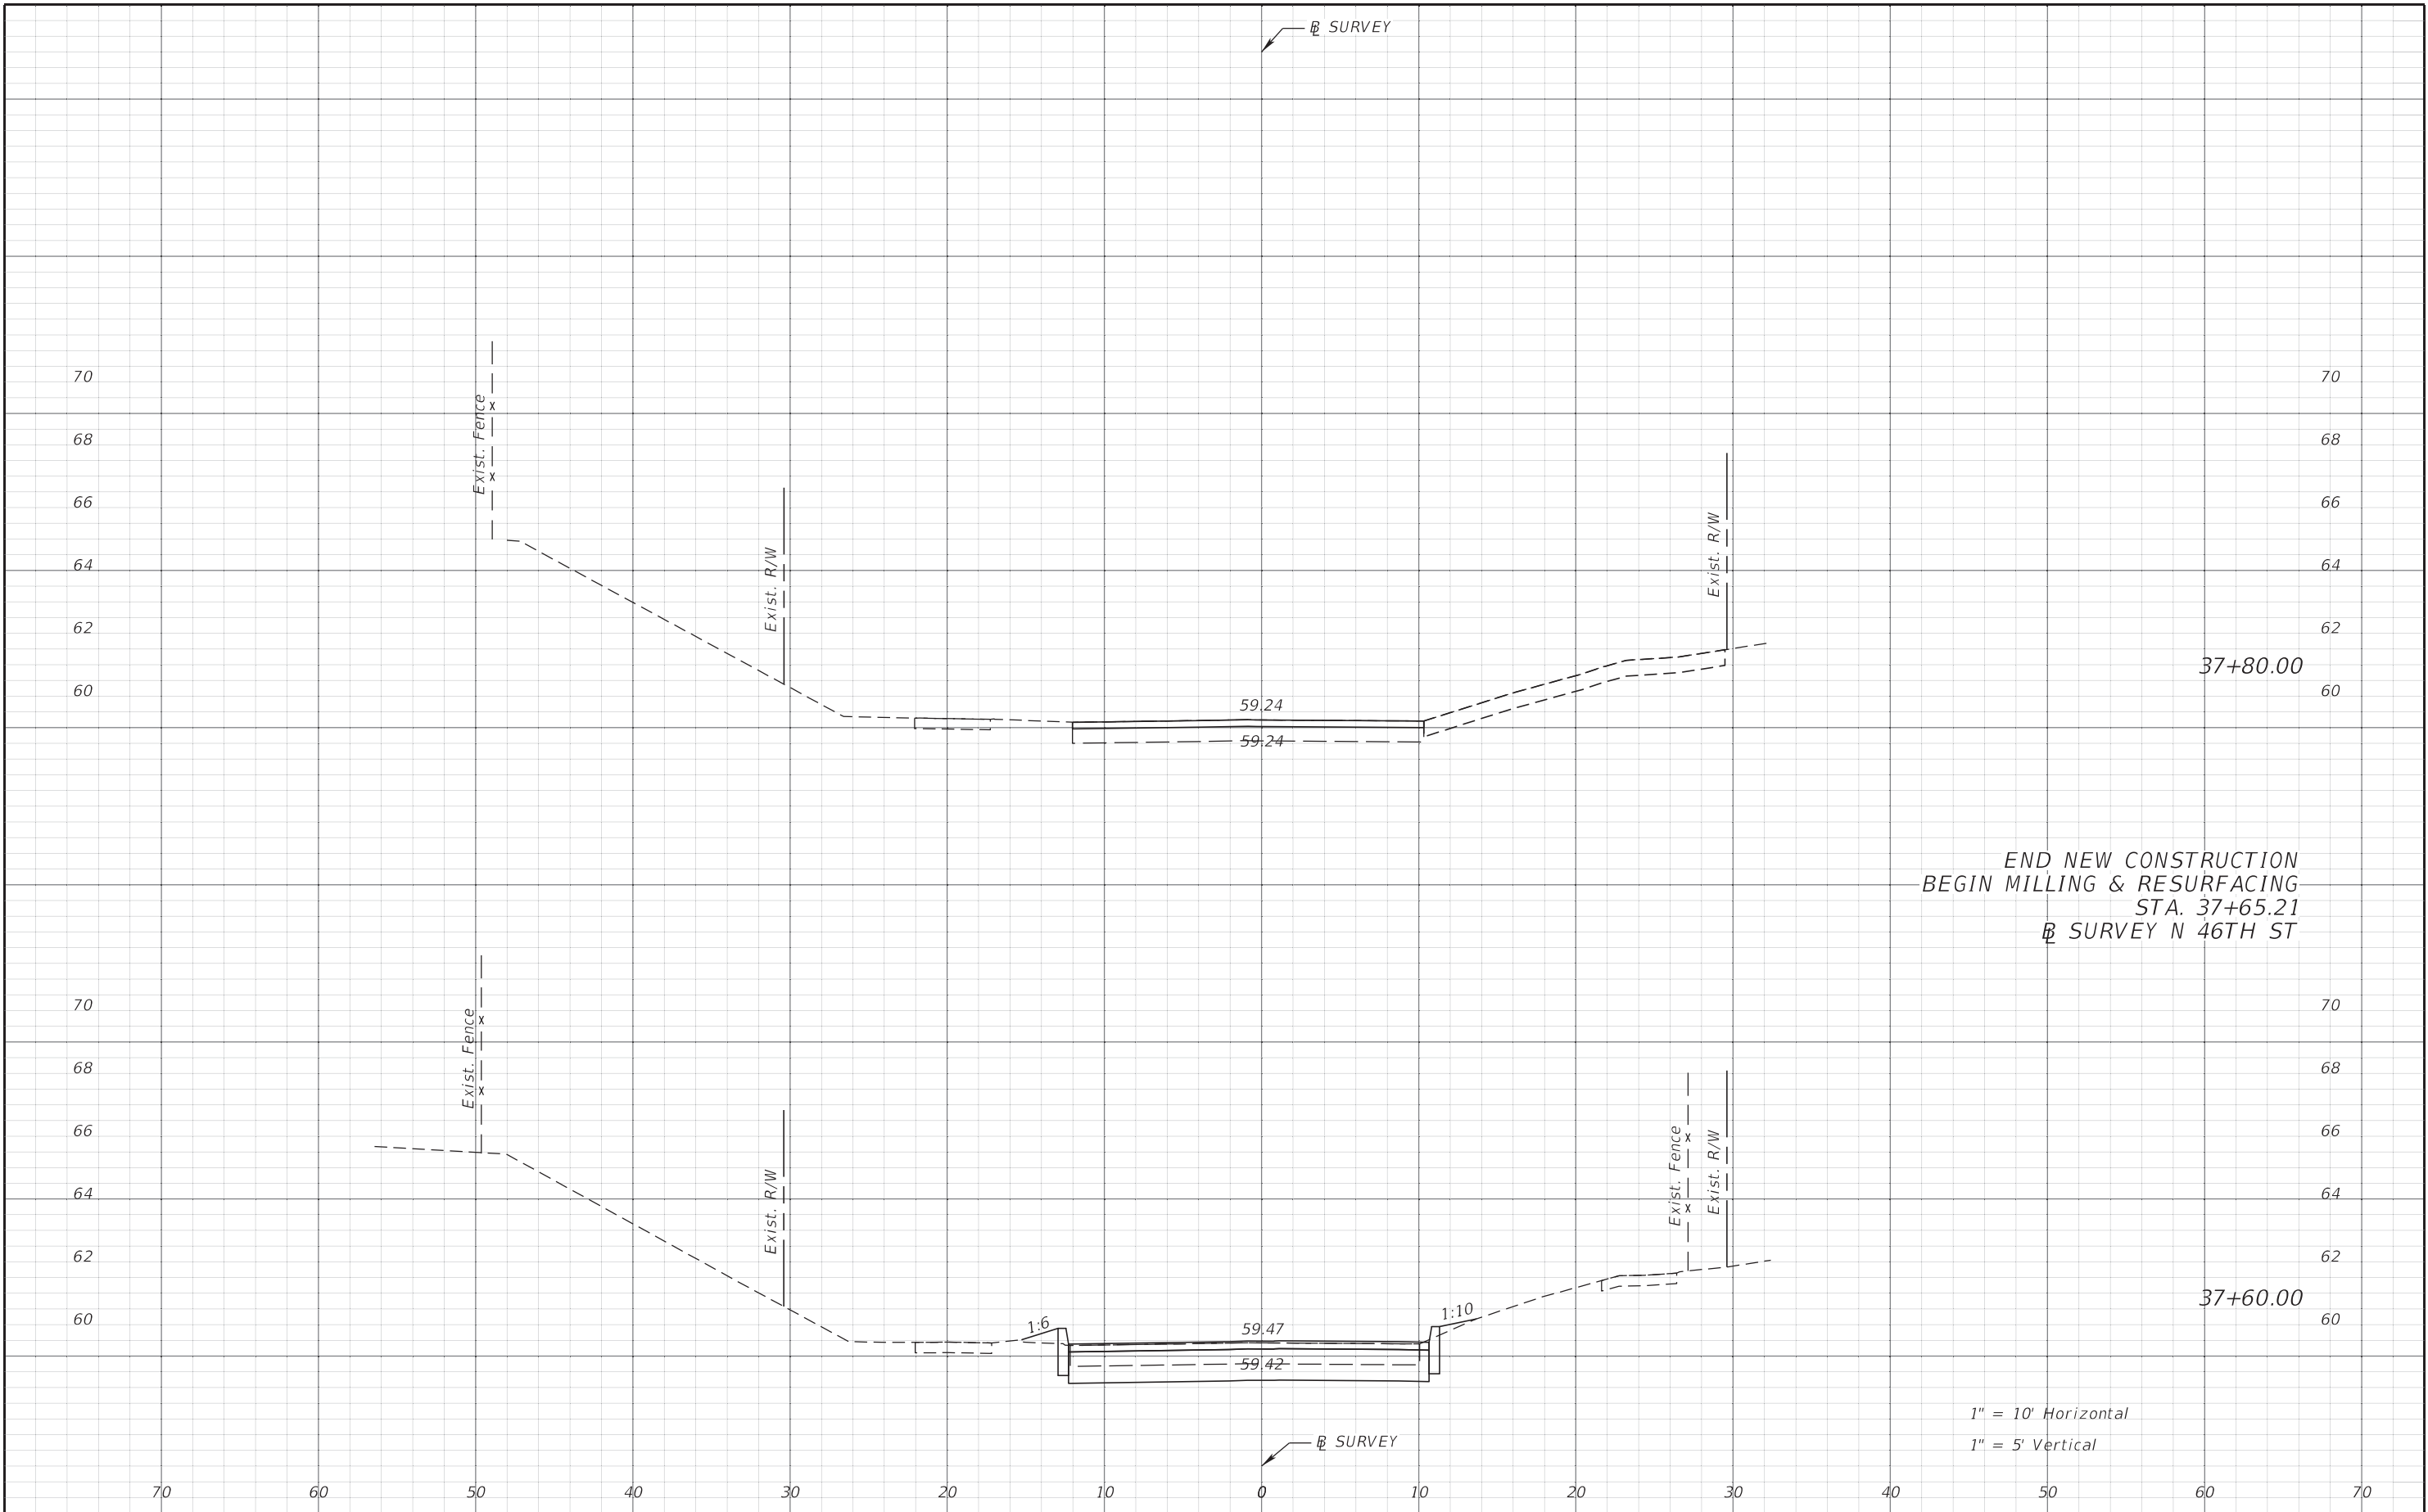 ℄ SURVEY
70 70
Exist. Fence
68 68
66 66
Exist. R/W
Exist. R/W
64 64
62 62
37+80.00
60 60
59.24
59.24
END NEW CONSTRUCTION
BEGIN MILLING & RESURFACING
STA. 37+65.21
℄ SURVEY N 46TH ST
70 70
Exist. Fence
68 68
66 66
Exist. R/W
Exist. Fence
Exist. R/W
64 64
62 62
37+60.00
60 60
1:6
59.47
1:10
59.42
1" = 10' Horizontal
1" = 5' Vertical
℄ SURVEY
70 60 50 40 30 20 10 0 10 20 30 40 50 60 70